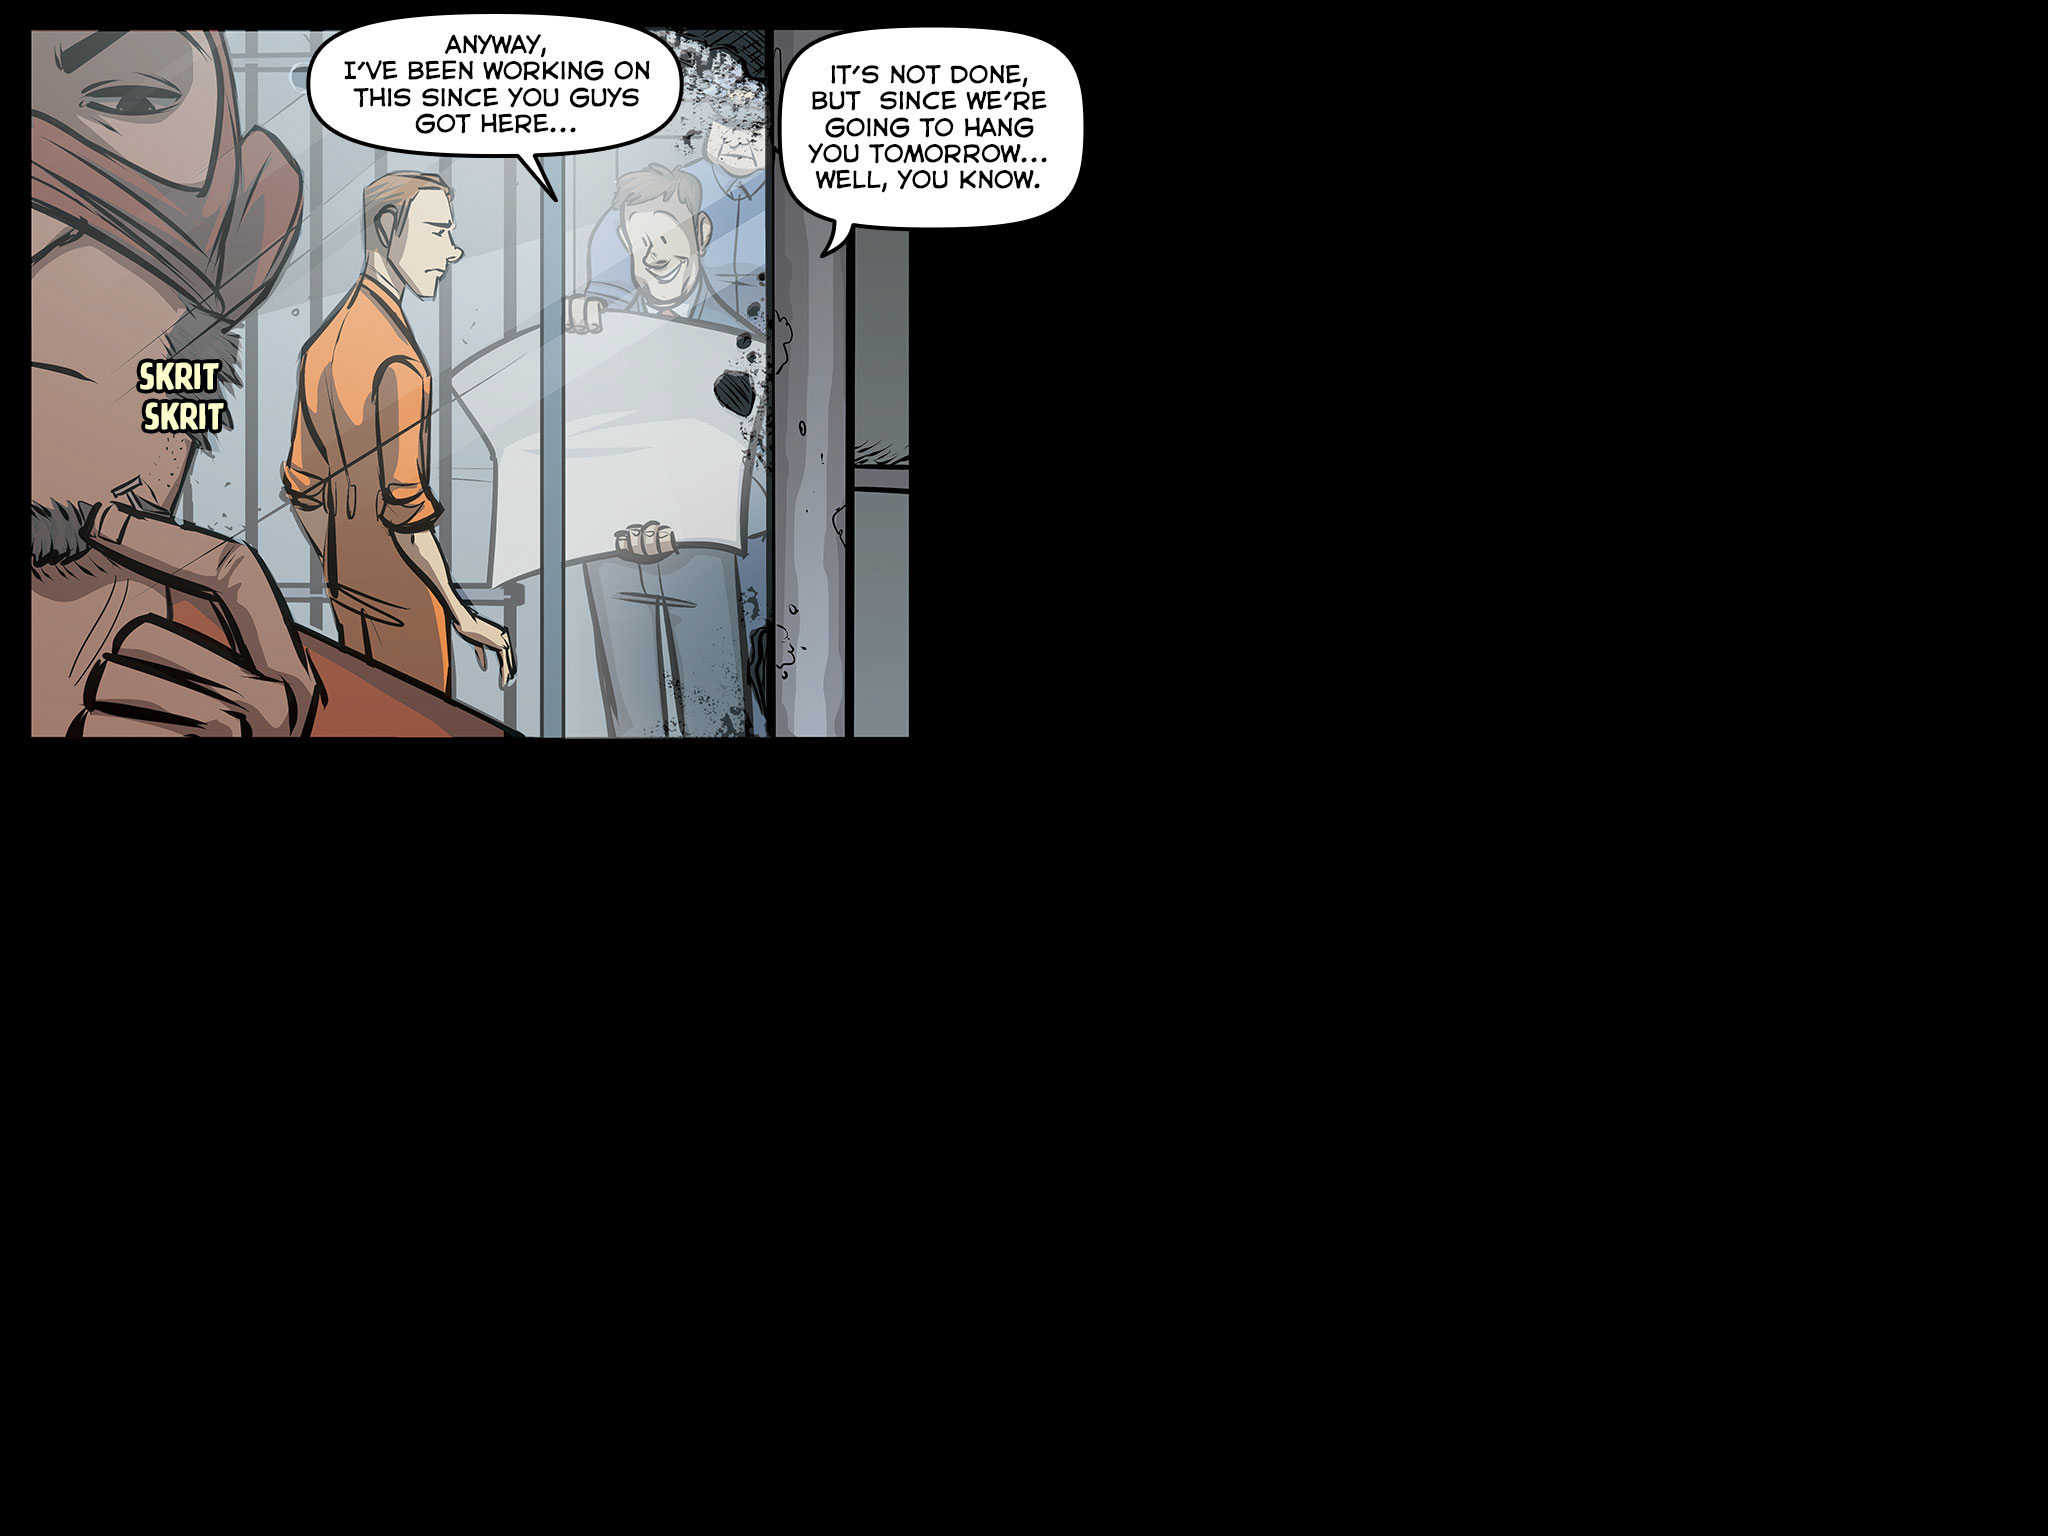 ANYWAY,
I'VE BEEN WORKING ON
THIS SINCE YOU GUYS
GOT HERE...
IT'S NOT DONE,
BUT SINCE WE'RE
GOING TO HANG
YOU TOMORROW...
WELL, YOU KNOW.
SKRIT
SKRIT